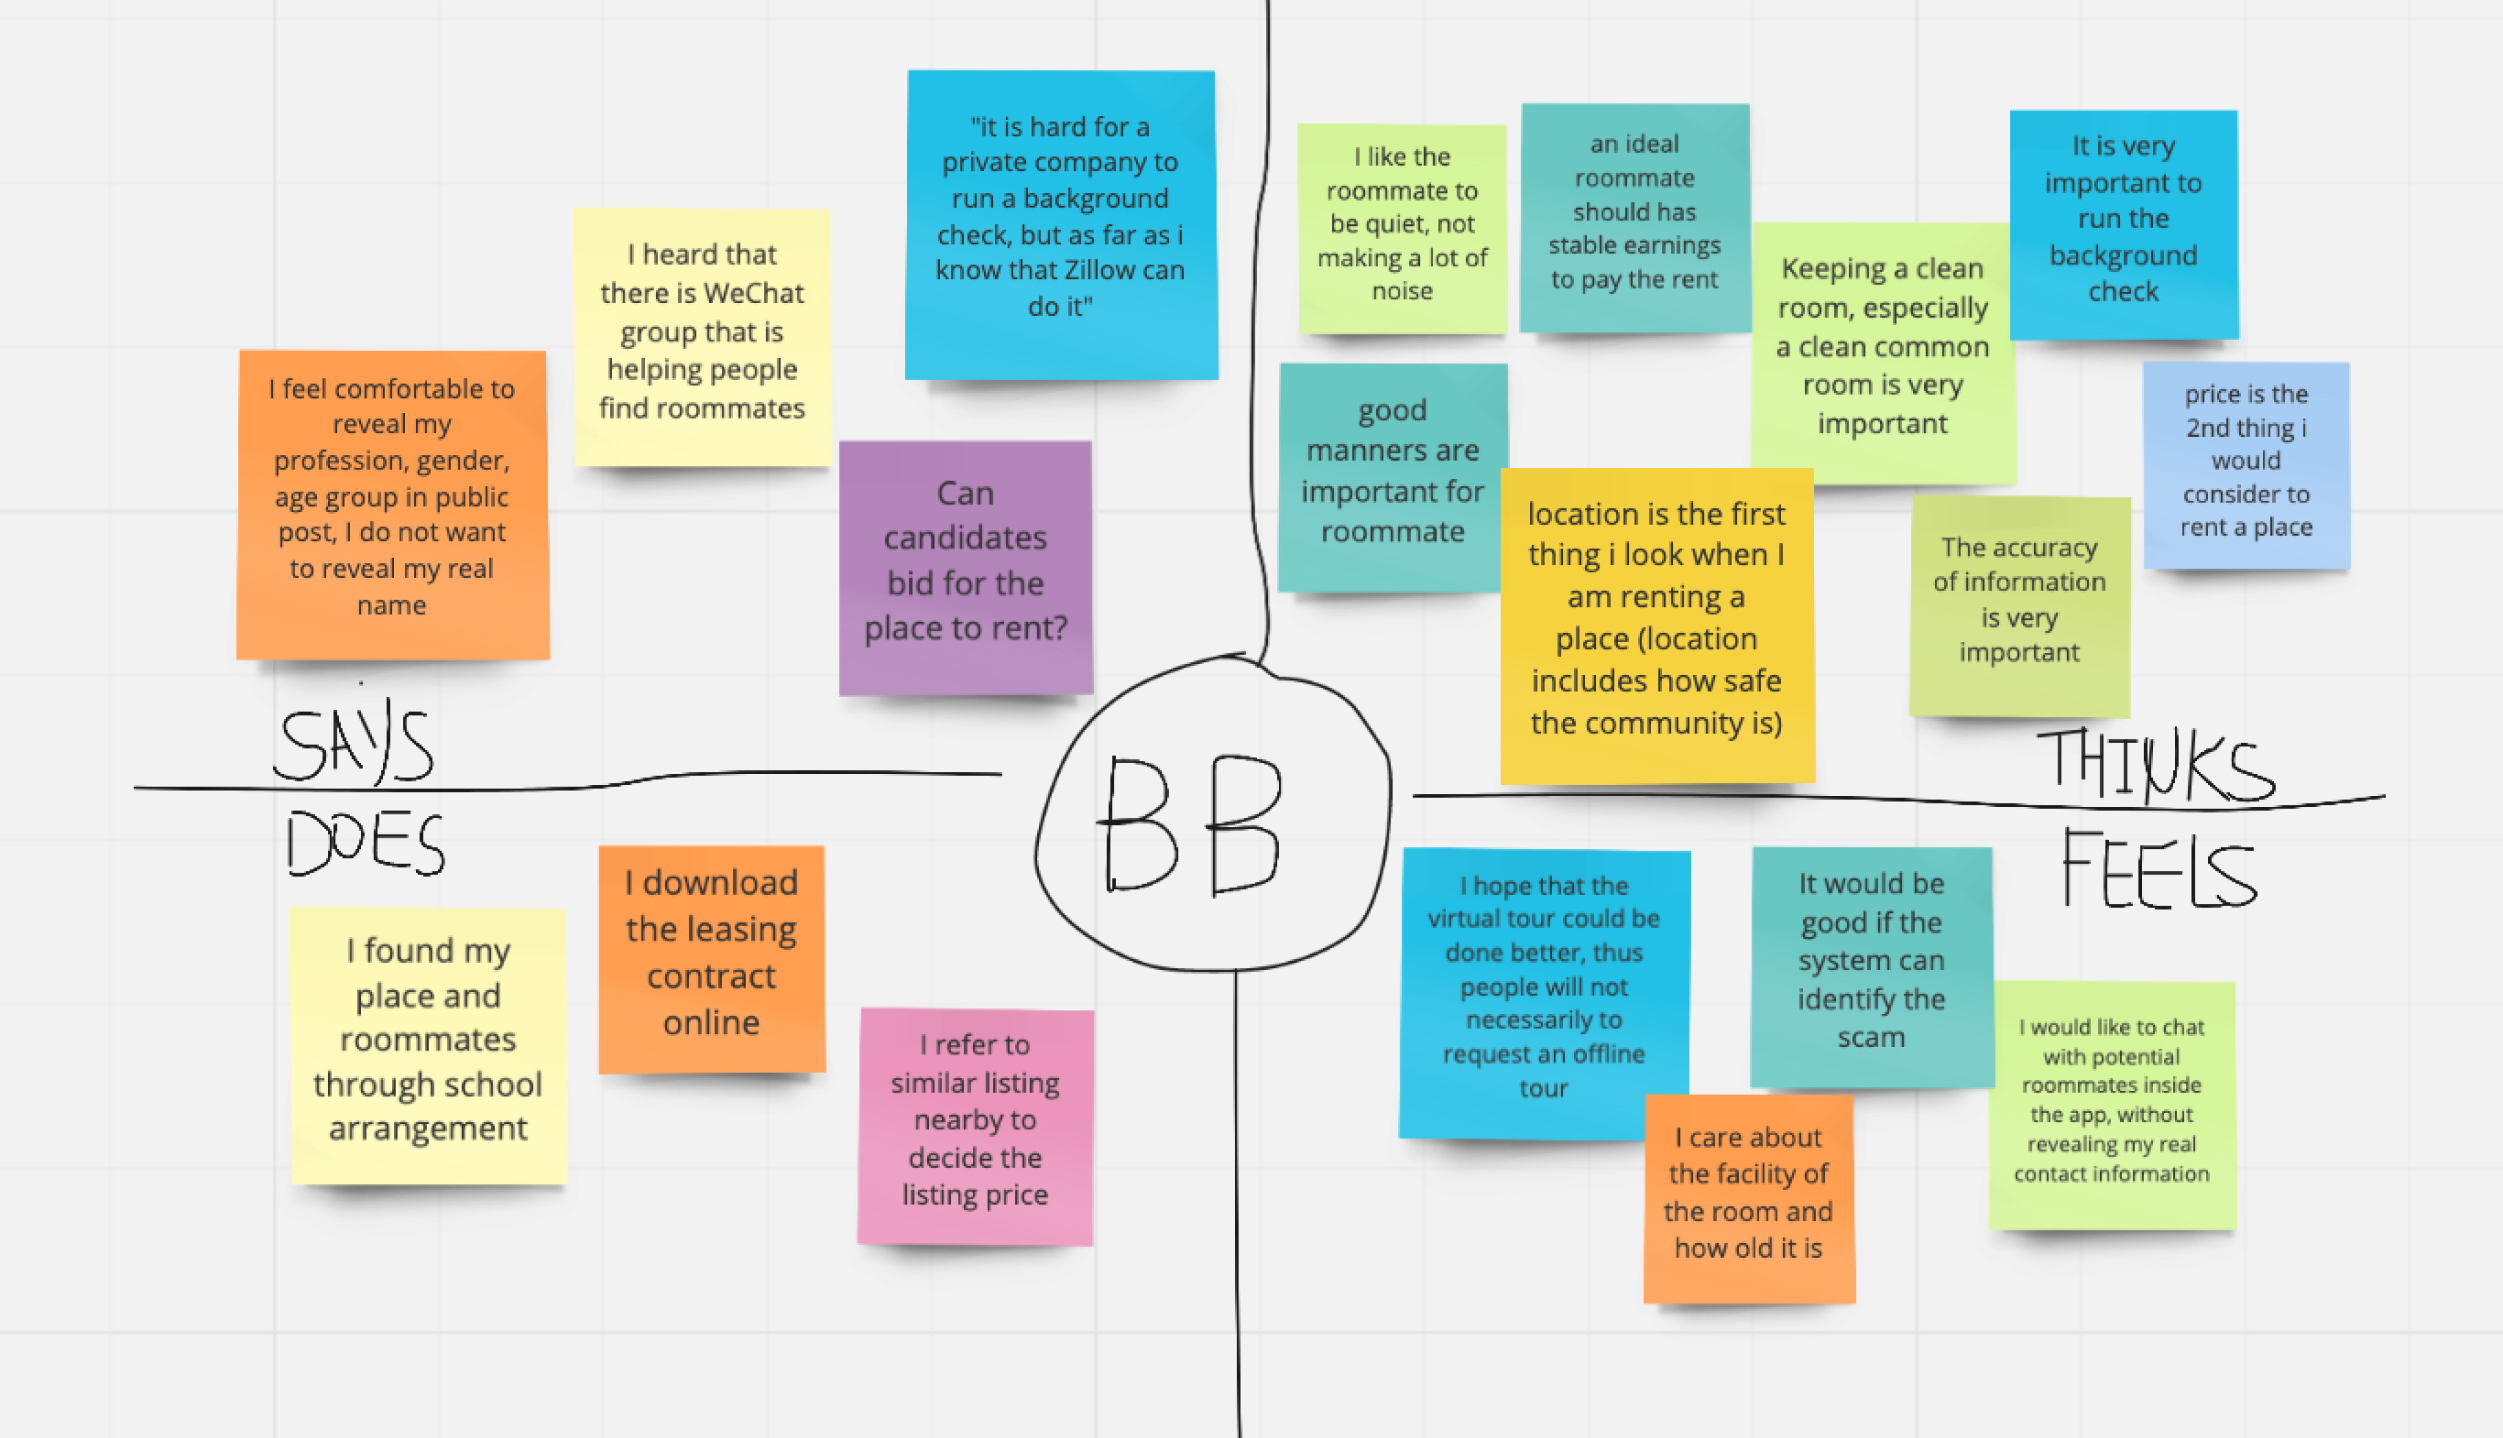 "it is hard for a
private company to
run a background
check, but as far as i
know that Zillow can
do it"
I heard that
there is WeChat
group that is
helping people
find roommates
I feel comfortable to
reveal my
profession, gender,
age group in public
post, I do not want
to reveal my real
name
Can
candidates
bid for the
place to rent?
SAYS
I like the
roommate to
be quiet, not
making a lot of
noise
an ideal
roommate
should has
stable earnings
to pay the rent
Keeping a clean
room, especially
a clean common
room is very
important
It is very
important to
run the
background
check
good
manners are
important for
roommate
location is the first
thing i look when I
am renting a
place (location
includes how safe
the community is)
The accuracy
of information
is very
important
price is the
2nd thing i
would
consider to
rent a place
THINKS
BB
DOES
I found my
place and
roommates
through school
arrangement
I download
the leasing
contract
online
I refer to
similar listing
nearby to
decide the
listing price
FEELS
I hope that the
virtual tour could be
done better, thus
people will not
necessarily to
request an offline
tour
It would be
good if the
system can
identify the
scam
I care about
the facility of
the room and
how old it is
I would like to chat
with potential
roommates inside
the app, without
revealing my real
contact information